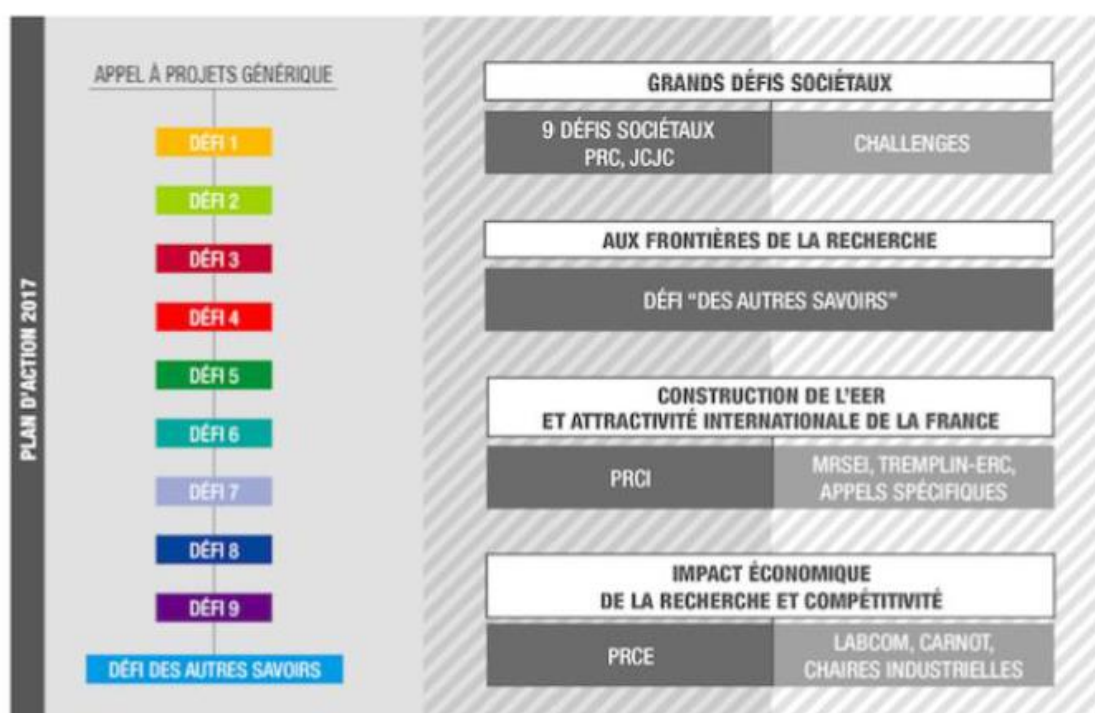 PLAN D'ACTION 2017
APPEL À PROJETS GÉNÉRIQUE
DÉFI 1
DÉFI 2
DÉFI 3
DÉFI 4
DÉFI 5
DÉFI 6
DÉFI 7
DÉFI 8
DÉFI 9
DÉFI DES AUTRES SAVOIRS
GRANDS DÉFIS SOCIÉTAUX
9 DÉFIS SOCIÉTAUX
PRC, JCJC
CHALLENGES
AUX FRONTIÈRES DE LA RECHERCHE
DÉFI "DES AUTRES SAVOIRS"
CONSTRUCTION DE L'EER
ET ATTRACTIVITÉ INTERNATIONALE DE LA FRANCE
PRCI
MRSEI, TREMPLIN-ERC,
APPELS SPÉCIFIQUES
IMPACT ÉCONOMIQUE
DE LA RECHERCHE ET COMPÉTITIVITÉ
PRCE
LABCOM, CARNOT,
CHAIRES INDUSTRIELLES